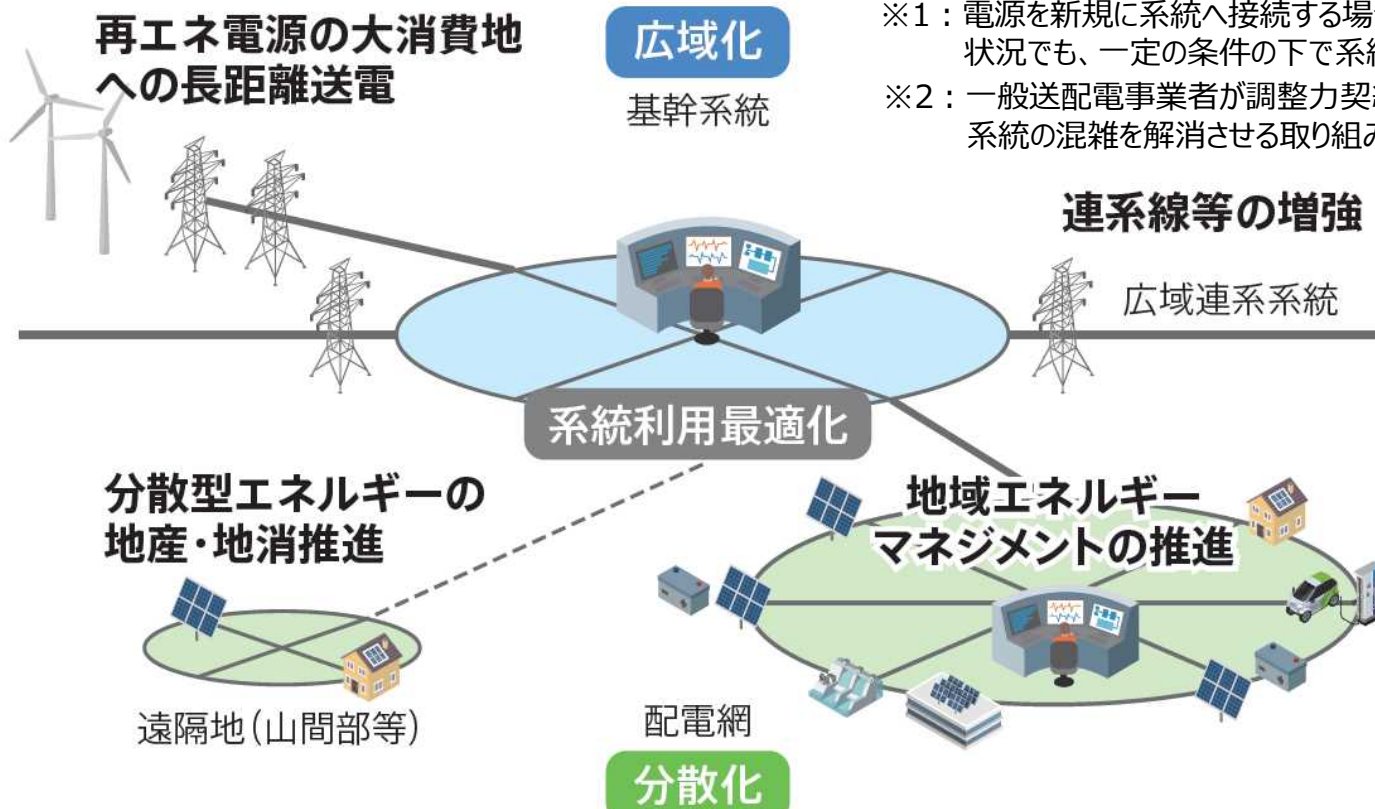 再エネ電源の大消費地
への長距離送電
広域化
基幹系統
※1：電源を新規に系統へ接続する場
状況でも、一定の条件の下で系
※2：一般送配電事業者が調整力契
系統の混雑を解消させる取り組み
連系線等の増強
広域連系系統
系統利用最適化
分散型エネルギーの
地産・地消推進
地域エネルギー
マネジメントの推進
遠隔地(山間部等)
配電網
分散化